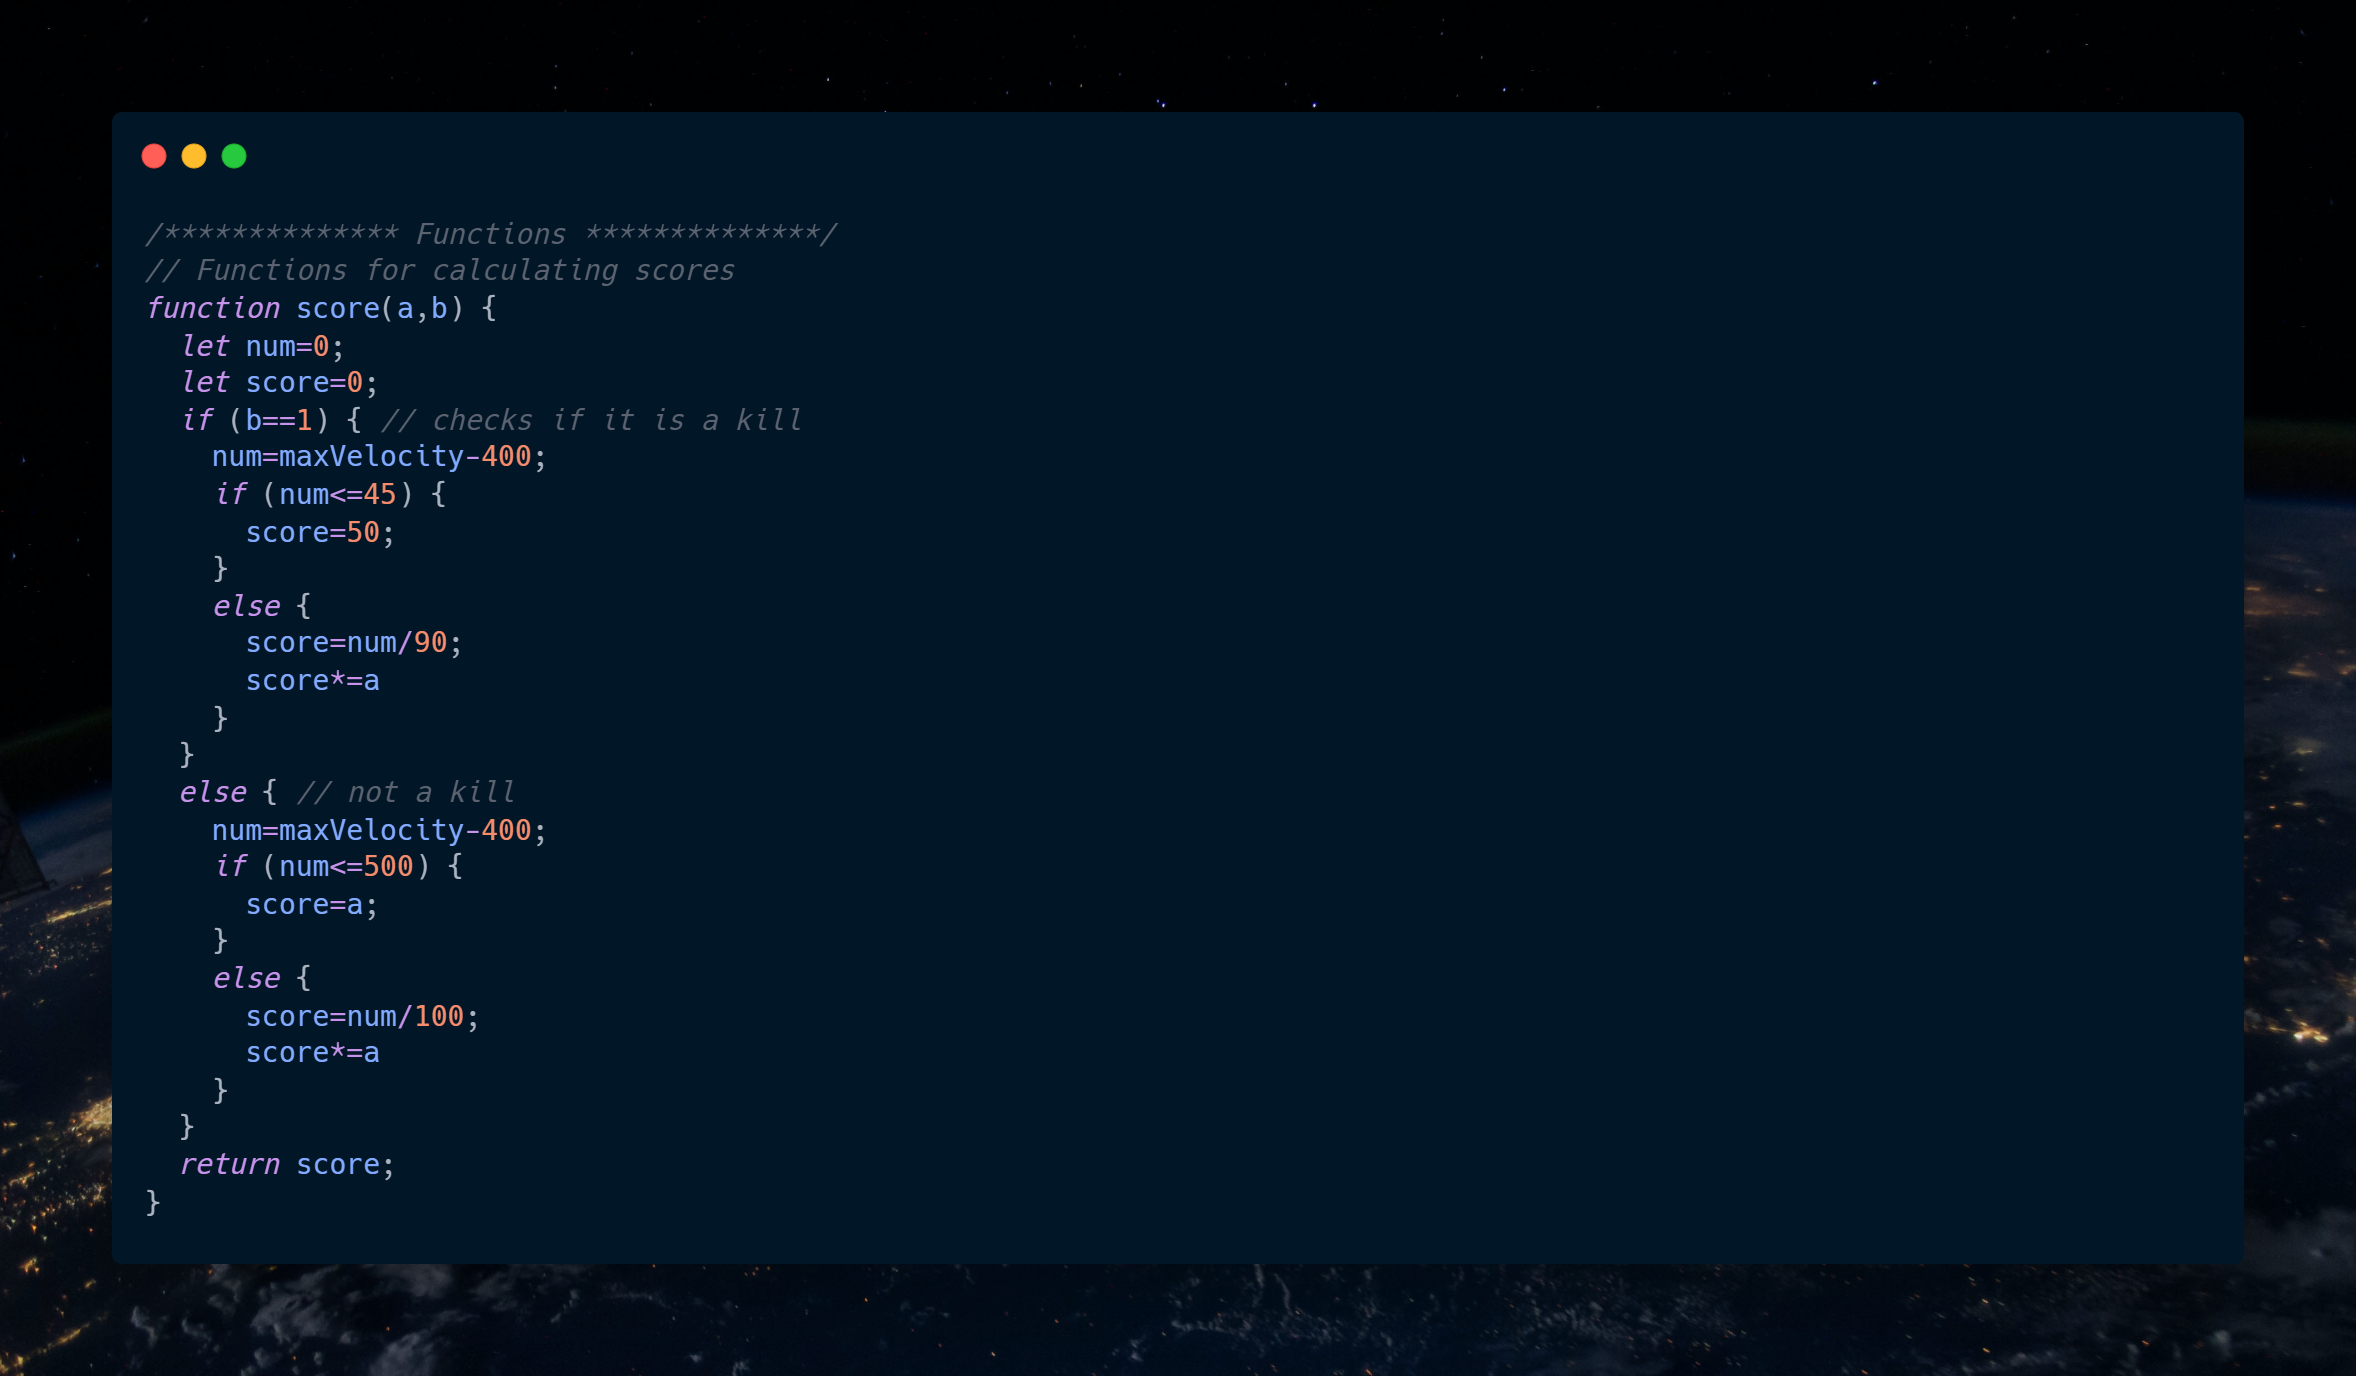 /************** Functions **************/
// Functions for calculating scores
function score(a,b) {
  let num=0;
  let score=0;
  if (b==1) { // checks if it is a kill
    num=maxVelocity-400;
    if (num<=45) {
      score=50;
    }
    else {
      score=num/90;
      score*=a
    }
  }
  else { // not a kill
    num=maxVelocity-400;
    if (num<=500) {
      score=a;
    }
    else {
      score=num/100;
      score*=a
    }
  }
  return score;
}